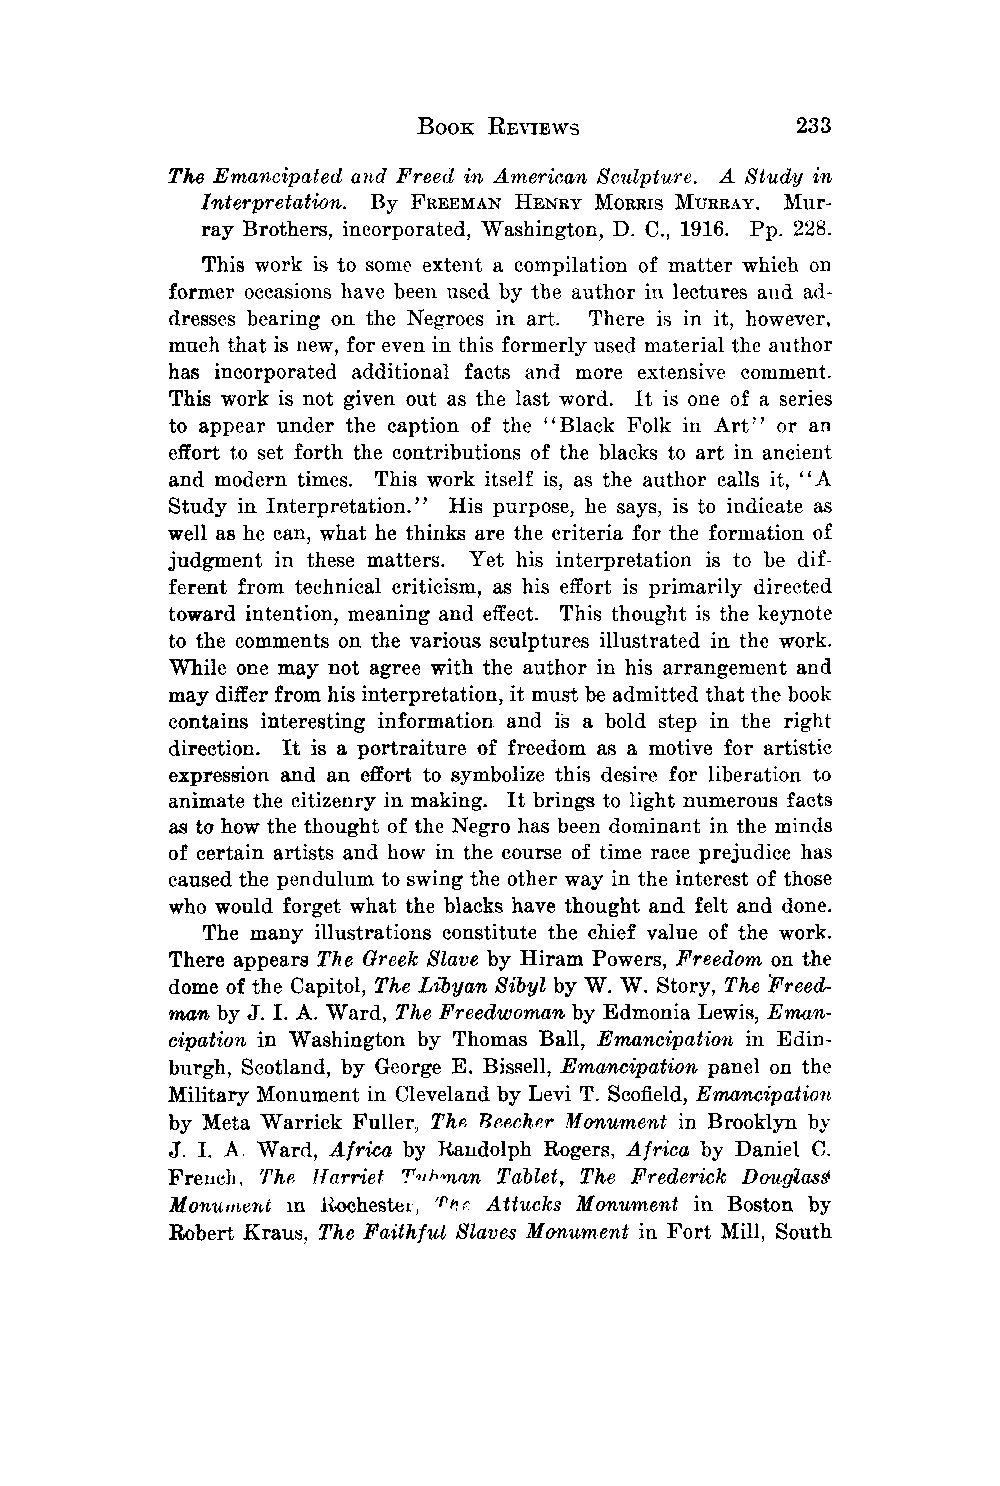 Book Reviews 233
The Emancipated and Freed in American Sculpture. A Study in
Interpretation. By Freeman Henry Morris Murray. Mur-
ray Brothers, incorporated, Washington, D. C., 1916. Pp. 228.
This work is to some extent a compilation of matter which on
former occasions have been used by the author in lectures and ad-
dresses bearing on the Negroes in art. There is in it, however,
much that is new, for even in this formerly used material the author
has incorporated additional facts and more extensive comment.
This work is not given out as the last word. It is one of a series
to appear under the caption of the "Black Folk in Art" or an
effort to set forth the contributions of the blacks to art in ancient
and modern times. This work itself is, as the author calls it, "A
Study in Interpretation." His purpose, he says, is to indicate as
well as he can, what he thinks are the criteria for the formation of
judgment in these matters. Yet his interpretation is to be dif-
ferent from technical criticism, as his effort is primarily directed
toward intention, meaning and effect. This thought is the keynote
to the comments on the various sculptures illustrated in the work.
While one may not agree with the author in his arrangement and
may differ from his interpretation, it must be admitted that the book
contains interesting information and is a bold step in the right
direction. It is a portraiture of freedom as a motive for artistic
expression and an effort to symbolize this desire for liberation to
animate the citizenry in making. It brings to light numerous facts
as to how the thought of the Negro has been dominant in the minds
of certain artists and how in the course of time race prejudice has
caused the pendulum to swing the other way in the interest of those
who would forget what the blacks have thought and felt and done.
The many illustrations constitute the chief value of the work.
There appears The Greek Slave by Hiram Powers, Freedom on the
dome of the Capitol, The Libyan Sibyl by W. W. Story, The Freed-
man by J. I. A. Ward, The Freedwoman by Edmonia Lewis, Eman-
cipation in Washington by Thomas Ball, Emancipation in Edin-
burgh, Scotland, by George E. Bissell, Emancipation panel on the
Military Monument in Cleveland by Levi T. Scofield, Emancipation
by Meta Warrick Fuller, The Beecher Monument in Brooklyn by
J. I. A. Ward, Africa by Randolph Rogers, Africa by Daniel C.
French, The Harriet Tubman Tablet, The Frederick Douglass
Monument in Rochester, The Attucks Monument in Boston by
Robert Kraus, The Faithful Slaves Monument in Fort Mill, South